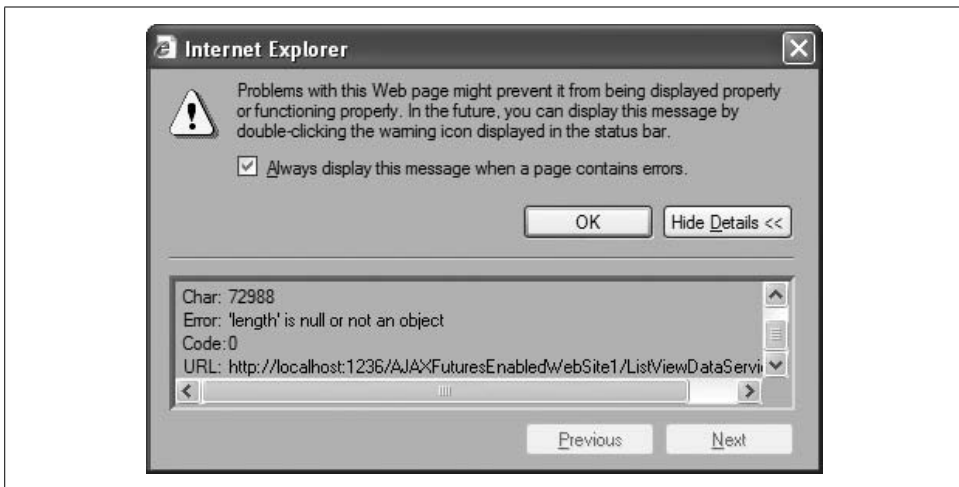 Internet Explorer
Problems with this Web page might prevent it from being displayed properly
or functioning properly. In the future, you can display this message by
double-clicking the warning icon displayed in the status bar.
Always display this message when a page contains errors.
OK
Hide Details <<
Char: 72988
Error: 'length' is null or not an object
Code: 0
URL: http://localhost:1236/AJAXFuturesEnabledWebSite1/ListViewDataServi
Previous
Next